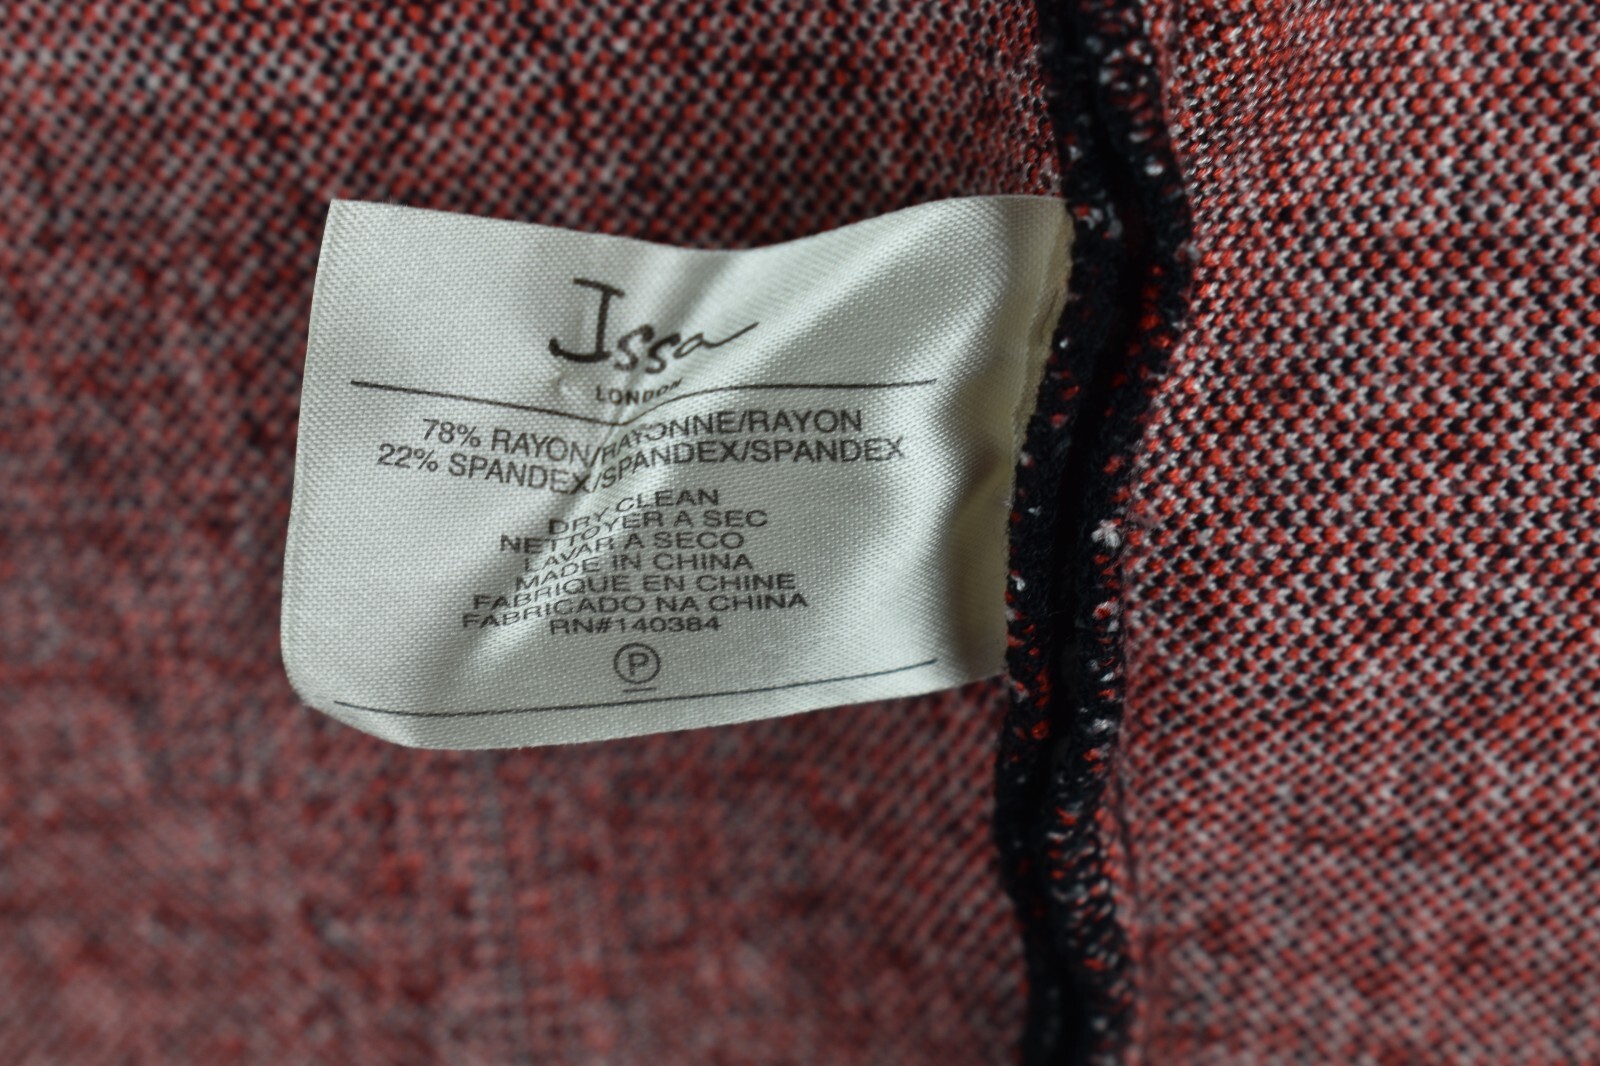 Issa
LONDON
78% RAYON/RAYONNE/RAYON
22% SPANDEX/SPANDEX/SPANDEX
DRY CLEAN
NETTOYER A SEC
LAVAR A SECO
MADE IN CHINA
FABRIQUE EN CHINE
FABRICADO NA CHINA
RN#140384
P